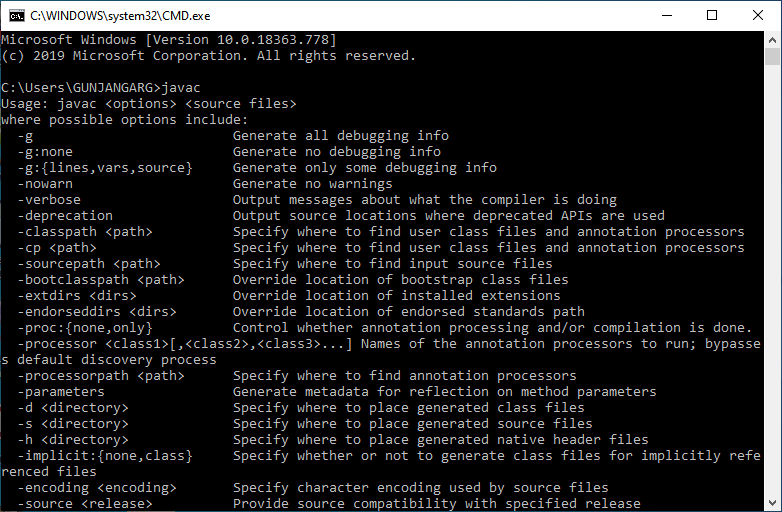 C:\WINDOWS\system32\CMD.exe
Microsoft Windows [Version 10.0.18363.778]
(c) 2019 Microsoft Corporation. All rights reserved.
C:\Users\GUNJANGARG>javac
Usage: javac <options> <source files>
where possible options include:
  -g                         Generate all debugging info
  -g:none                    Generate no debugging info
  -g:{lines,vars,source}     Generate only some debugging info
  -nowarn                    Generate no warnings
  -verbose                   Output messages about what the compiler is doing
  -deprecation               Output source locations where deprecated APIs are used
  -classpath <path>          Specify where to find user class files and annotation processors
  -cp <path>                 Specify where to find user class files and annotation processors
  -sourcepath <path>         Specify where to find input source files
  -bootclasspath <path>      Override location of bootstrap class files
  -extdirs <dirs>            Override location of installed extensions
  -endorseddirs <dirs>       Override location of endorsed standards path
  -proc:{none,only}          Control whether annotation processing and/or compilation is done.
  -processor <class1>[,<class2>,<class3>...] Names of the annotation processors to run; bypasse
s default discovery process
  -processorpath <path>      Specify where to find annotation processors
  -parameters                Generate metadata for reflection on method parameters
  -d <directory>             Specify where to place generated class files
  -s <directory>             Specify where to place generated source files
  -h <directory>             Specify where to place generated native header files
  -implicit:{none,class}     Specify whether or not to generate class files for implicitly refe
renced files
  -encoding <encoding>       Specify character encoding used by source files
  -source <release>          Provide source compatibility with specified release